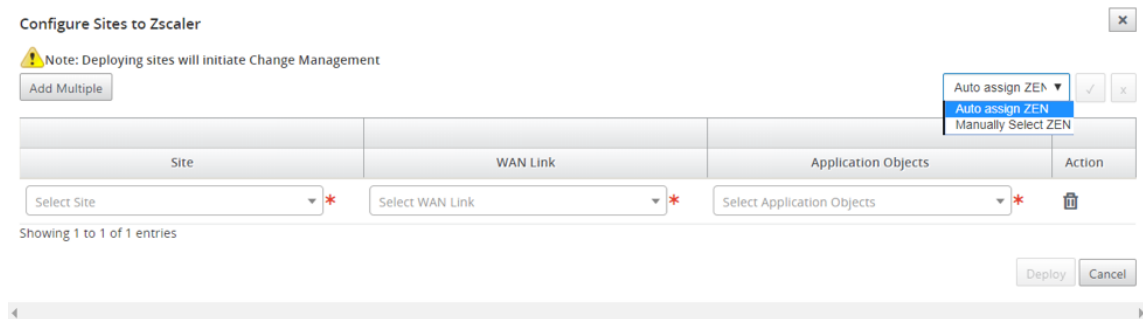 Configure Sites to Zscaler
x
Note: Deploying sites will initiate Change Management
Add Multiple
Auto assign ZEN
x
Auto assign ZEN
Manually Select ZEN
Site WAN Link Application Objects Action
Select Site * Select WAN Link * Select Application Objects *
Showing 1 to 1 of 1 entries
Deploy Cancel